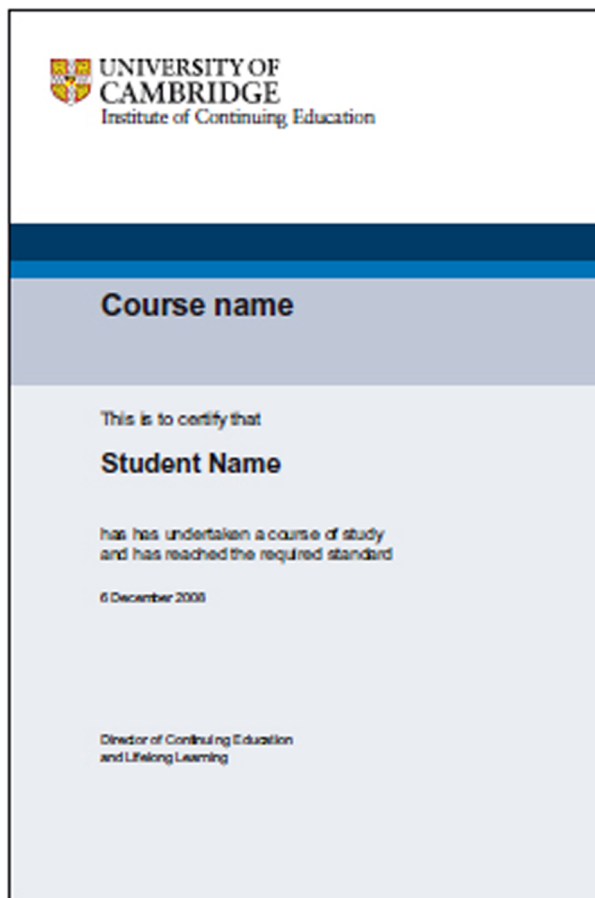 UNIVERSITY OF
CAMBRIDGE
Institute of Continuing Education
Course name
This is to certify that
Student Name
has has undertaken a course of study
and has reached the required standard
6 December 2008
Director of Continuing Education
and Lifelong Learning